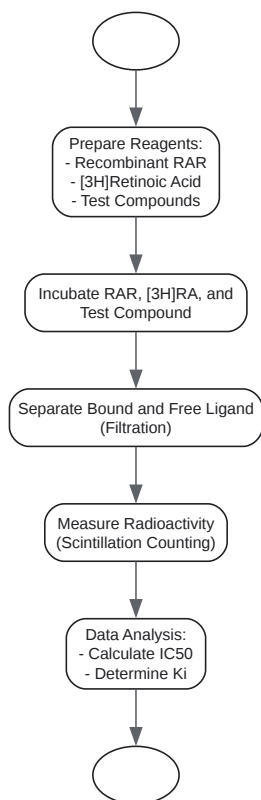 Prepare Reagents:
- Recombinant RAR
- [3H]Retinoic Acid
- Test Compounds
Incubate RAR, [3H]RA, and
Test Compound
Separate Bound and Free Ligand
(Filtration)
Measure Radioactivity
(Scintillation Counting)
Data Analysis:
- Calculate IC50
- Determine Ki